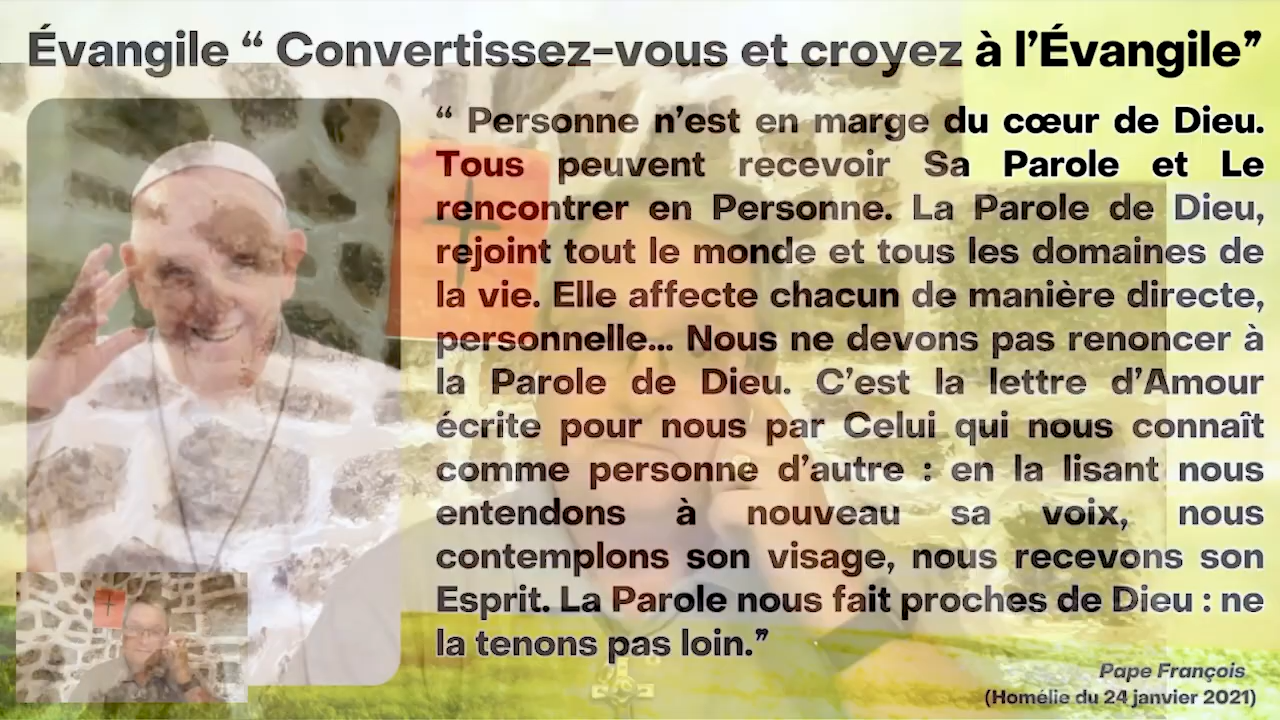 Évangile “ Convertissez-vous et croyez à l’Évangile”
“ Personne n’est en marge du cœur de Dieu.
Tous peuvent recevoir Sa Parole et Le
rencontrer en Personne. La Parole de Dieu,
rejoint tout le monde et tous les domaines de
la vie. Elle affecte chacun de manière directe,
personnelle... Nous ne devons pas renoncer à
la Parole de Dieu. C’est la lettre d’Amour
écrite pour nous par Celui qui nous connaît
comme personne d’autre : en la lisant nous
entendons à nouveau sa voix, nous
contemplons son visage, nous recevons son
Esprit. La Parole nous fait proches de Dieu : ne
la tenons pas loin.”
Pape François
(Homélie du 24 janvier 2021)